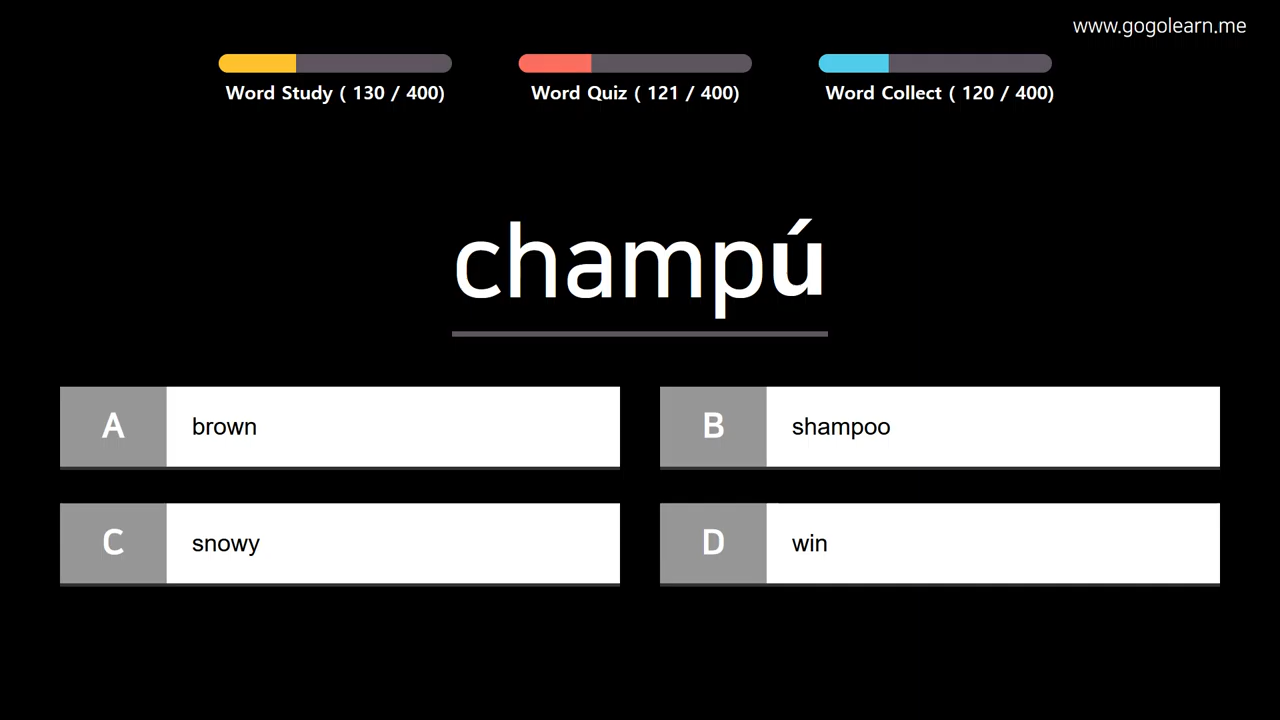 www.gogolearn.me
Word Study ( 130 / 400)
Word Quiz ( 121 / 400)
Word Collect ( 120 / 400)
champú
A brown
B shampoo
C snowy
D win